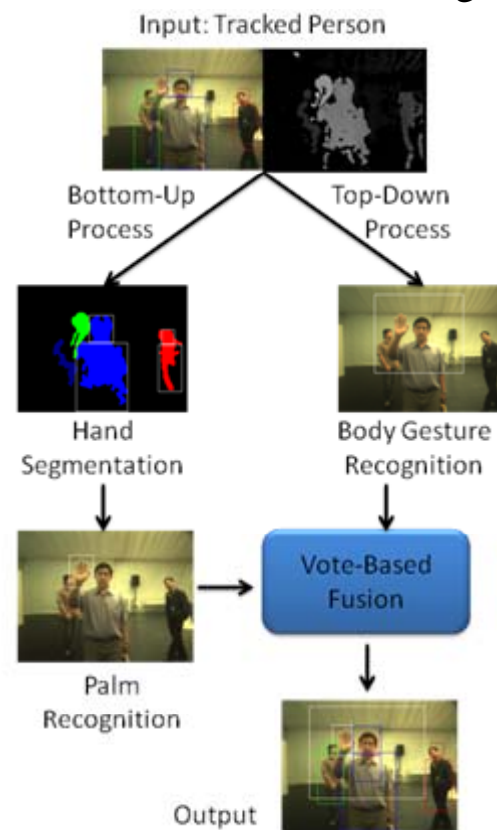 Input: Tracked Person
Bottom-Up
Process
Top-Down
Process
Hand
Segmentation
Body Gesture
Recognition
Vote-Based
Fusion
Palm
Recognition
Output